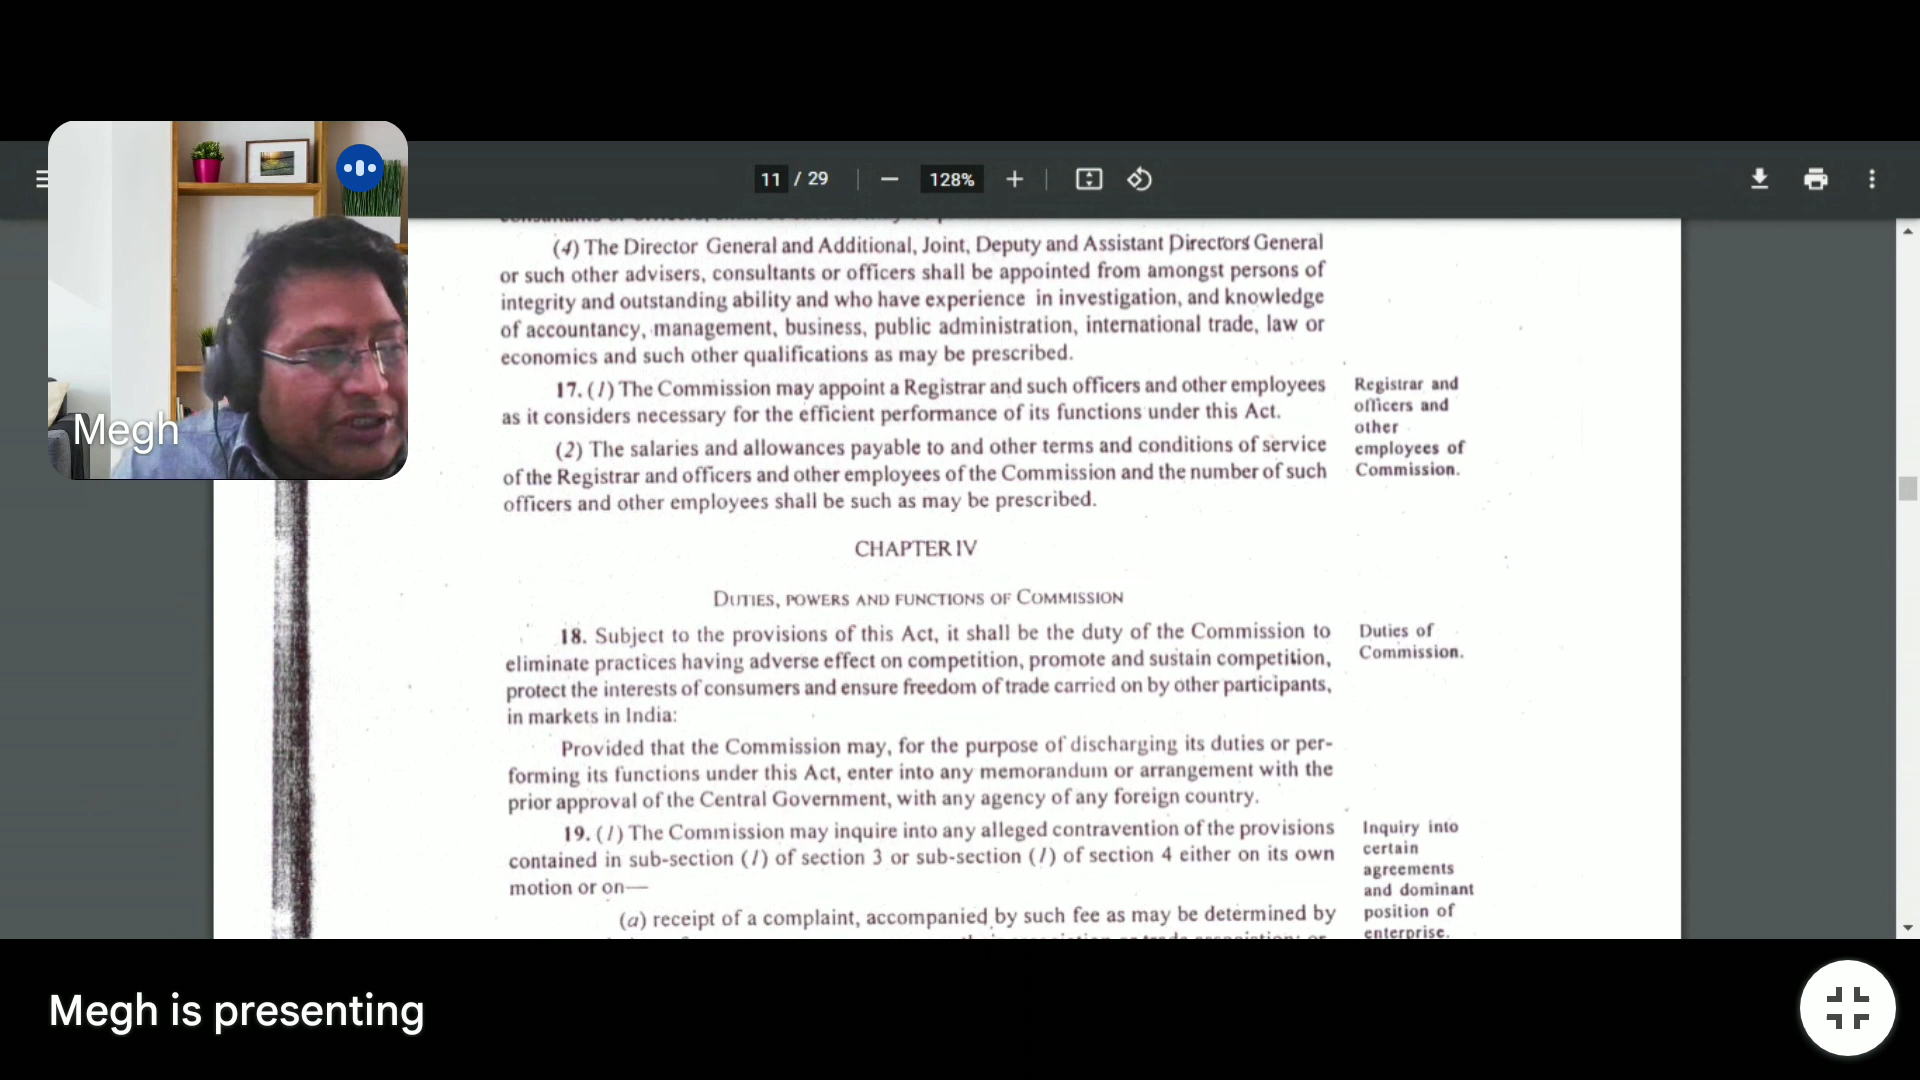 11 / 29
128%
(4) The Director General and Additional, Joint, Deputy and Assistant Directors General
or such other advisers, consultants or officers shall be appointed from amongst persons of
integrity and outstanding ability and who have experience in investigation, and knowledge
of accountancy, management, business, public administration, international trade, law or
economics and such other qualifications as may be prescribed.
17. (1) The Commission may appoint a Registrar and such officers and other employees
as it considers necessary for the efficient performance of its functions under this Act.
Registrar and
officers and
other
employees of
Commission.
(2) The salaries and allowances payable to and other terms and conditions of service
of the Registrar and officers and other employees of the Commission and the number of such
officers and other employees shall be such as may be prescribed.
Megh
CHAPTER IV
DUTIES, POWERS AND FUNCTIONS OF COMMISSION
18. Subject to the provisions of this Act, it shall be the duty of the Commission to
eliminate practices having adverse effect on competition, promote and sustain competition,
protect the interests of consumers and ensure freedom of trade carried on by other participants,
in markets in India:
Duties of
Commission.
Provided that the Commission may, for the purpose of discharging its duties or per-
forming its functions under this Act, enter into any memorandum or arrangement with the
prior approval of the Central Government, with any agency of any foreign country.
19. (1) The Commission may inquire into any alleged contravention of the provisions
contained in sub-section (1) of section 3 or sub-section (1) of section 4 either on its own
motion or on—
Inquiry into
certain
agreements
and dominant
position of
enterprise.
(a) receipt of a complaint, accompanied by such fee as may be determined by
Megh is presenting